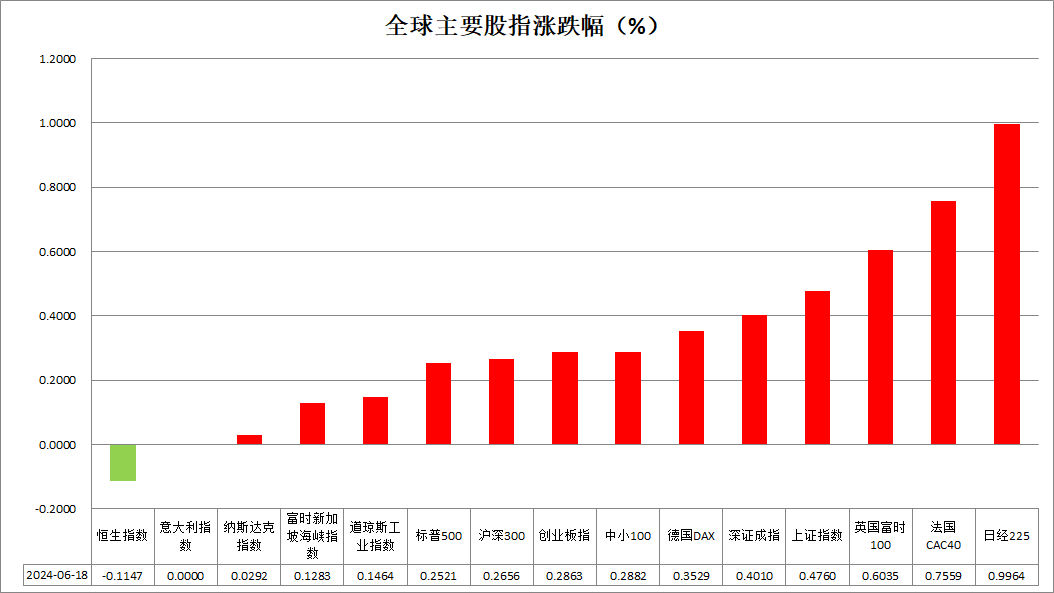 全球主要股指涨跌幅（%）
1.2000
1.0000
0.8000
0.6000
0.4000
0.2000
0.0000
-0.2000
恒生指数
意大利指
数
纳斯达克
指数
富时新加
坡海峡指
数
道琼斯工
业指数
标普500
沪深300
创业板指
中小100
德国DAX
深证成指
上证指数
英国富时
100
法国
CAC40
日经225
2024-06-18 -0.1147 0.0000 0.0292 0.1283 0.1464 0.2521 0.2656 0.2863 0.2882 0.3529 0.4010 0.4760 0.6035 0.7559 0.9964